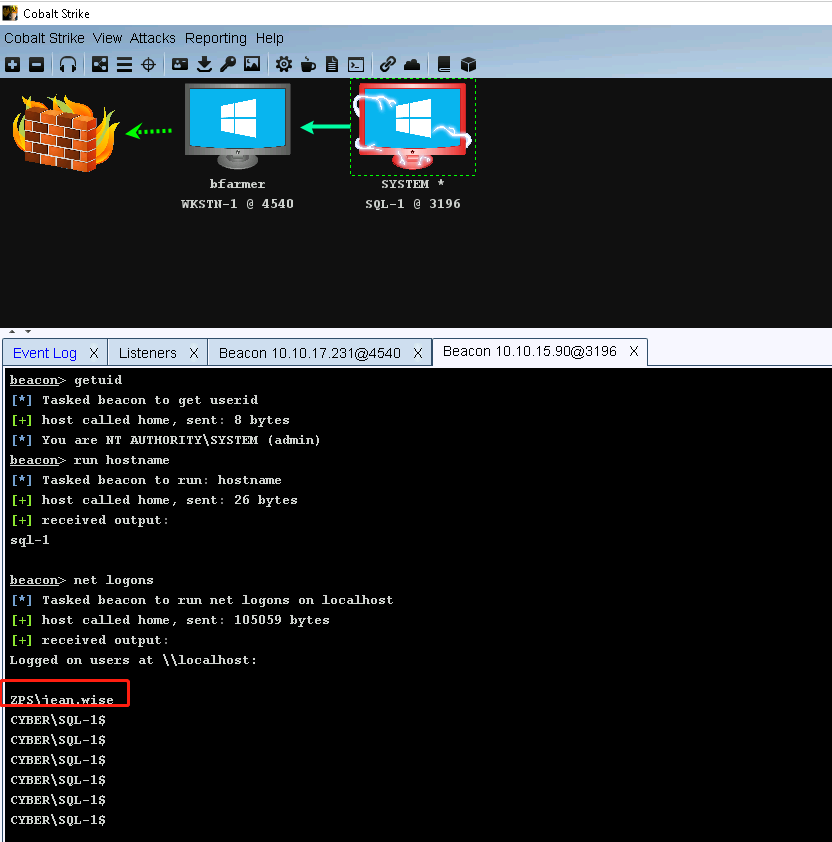 Cobalt Strike
Cobalt Strike View Attacks Reporting Help
bfarmer
WKSTN-1 @ 4540
SYSTEM *
SQL-1 @ 3196
Event Log X Listeners X Beacon 10.10.17.231@4540 X Beacon 10.10.15.90@3196 X
beacon> getuid
[*] Tasked beacon to get userid
[+] host called home, sent: 8 bytes
[*] You are NT AUTHORITY\SYSTEM (admin)
beacon> run hostname
[*] Tasked beacon to run: hostname
[+] host called home, sent: 26 bytes
[+] received output:
sql-1
beacon> net logons
[*] Tasked beacon to run net logons on localhost
[+] host called home, sent: 105059 bytes
[+] received output:
Logged on users at \\localhost:
ZPS\jean.wise
CYBER\SQL-1$
CYBER\SQL-1$
CYBER\SQL-1$
CYBER\SQL-1$
CYBER\SQL-1$
CYBER\SQL-1$